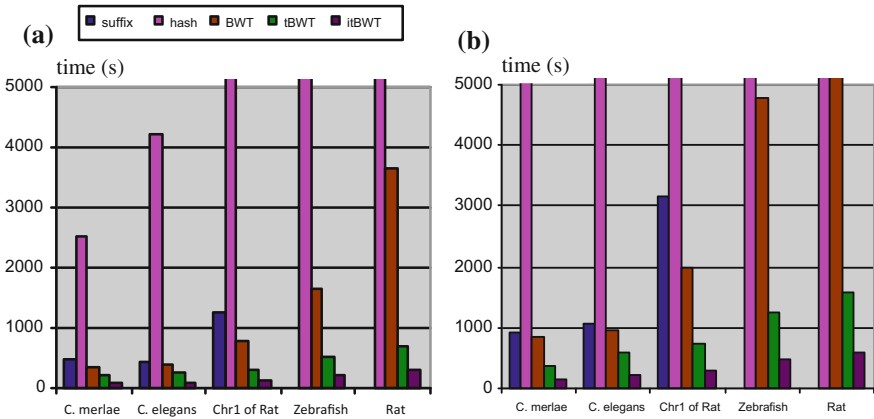 suffix hash BWT tBWT itBWT
(a)
time (s)
5000
4000
3000
2000
1000
0
C. merlae C. elegans Chr1 of Rat Zebrafish Rat
(b)
time (s)
5000
4000
3000
2000
1000
0
C. merlae C. elegans Chr1 of Rat Zebrafish Rat